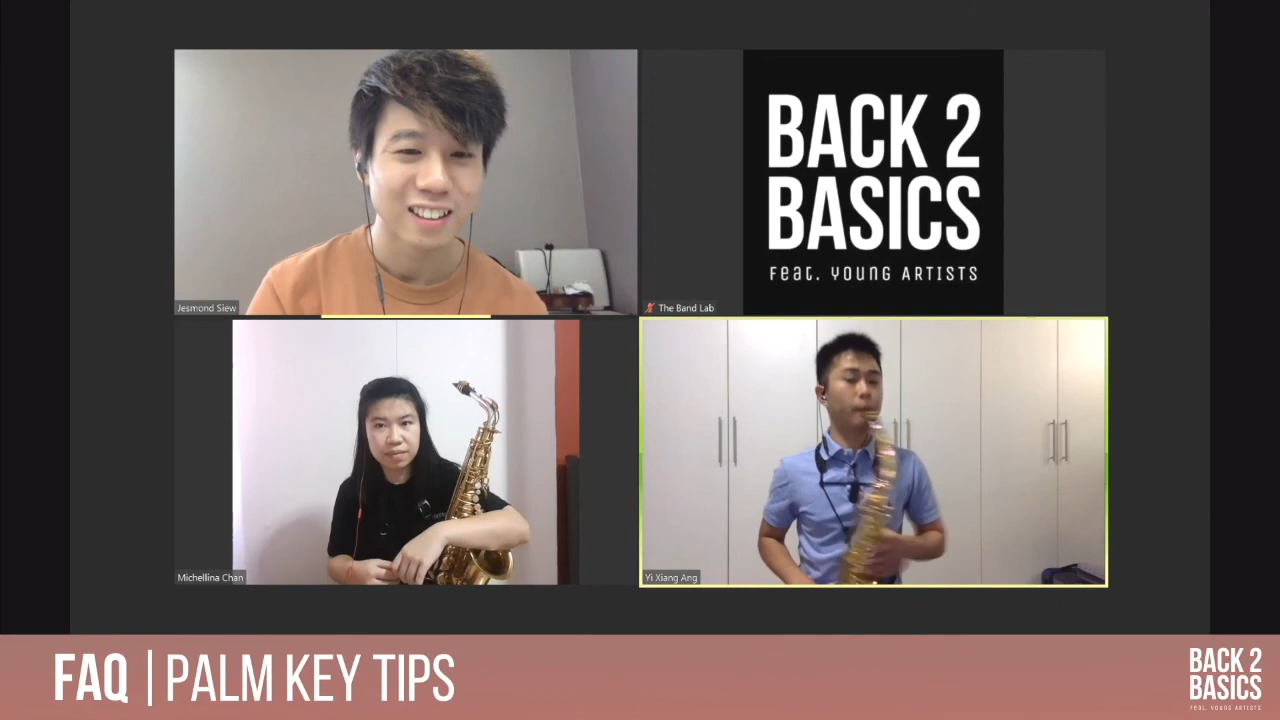 BACK 2
BASICS
Feat. YOUNG ARTISTS
Jesmond Siew
The Band Lab
Michellina Chan
Yi Xiang Ang
FAQ | PALM KEY TIPS
BACK 2
BASICS
Feat. YOUNG ARTISTS